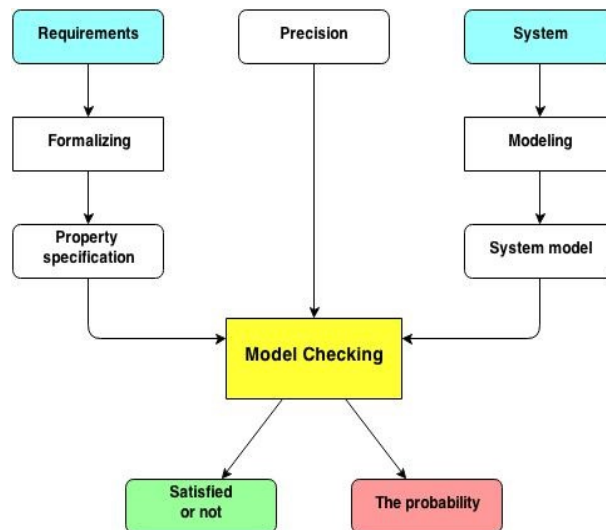 Requirements
Precision
System
Formalizing
Modeling
Property
specification
System model
Model Checking
Satisfied
or not
The probability